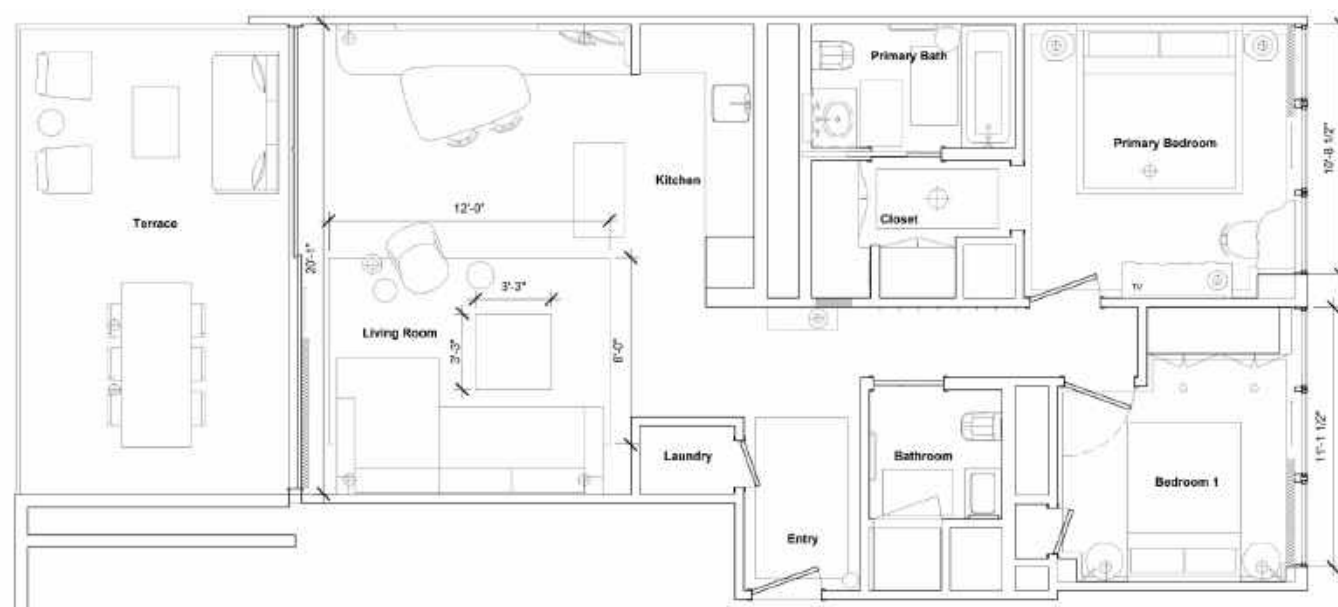 Primary Bath
Primary Bedroom
10'-8 1/2"
Kitchen
12'-0"
Terrace
Closet
20'-1"
3'-3"
TV
Living Room
3'-3"
8'-0"
Laundry
Bathroom
Bedroom 1
11'-1 1/2"
Entry